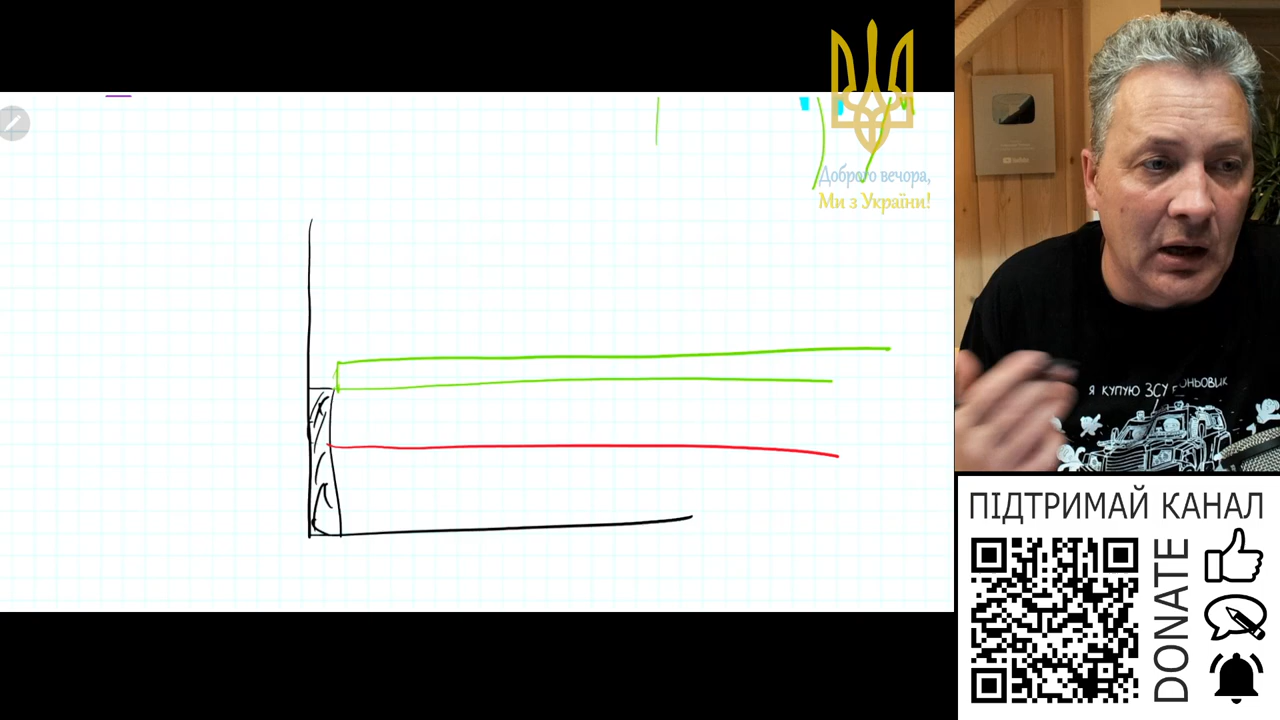 Доброго вечора,
Ми з України!
Я КУПУЮ ЗСУ
ПІДТРИМАЙ КАНАЛ
DONATE